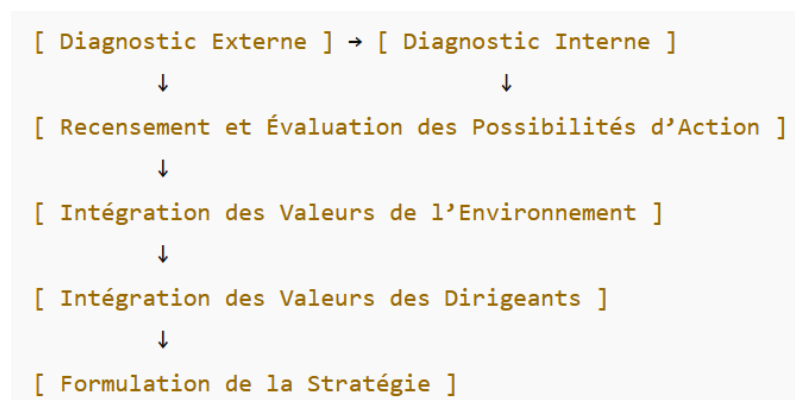 [ Diagnostic Externe ] → [ Diagnostic Interne ]
↓ ↓
[ Recensement et Évaluation des Possibilités d’Action ]
↓
[ Intégration des Valeurs de l’Environnement ]
↓
[ Intégration des Valeurs des Dirigeants ]
↓
[ Formulation de la Stratégie ]